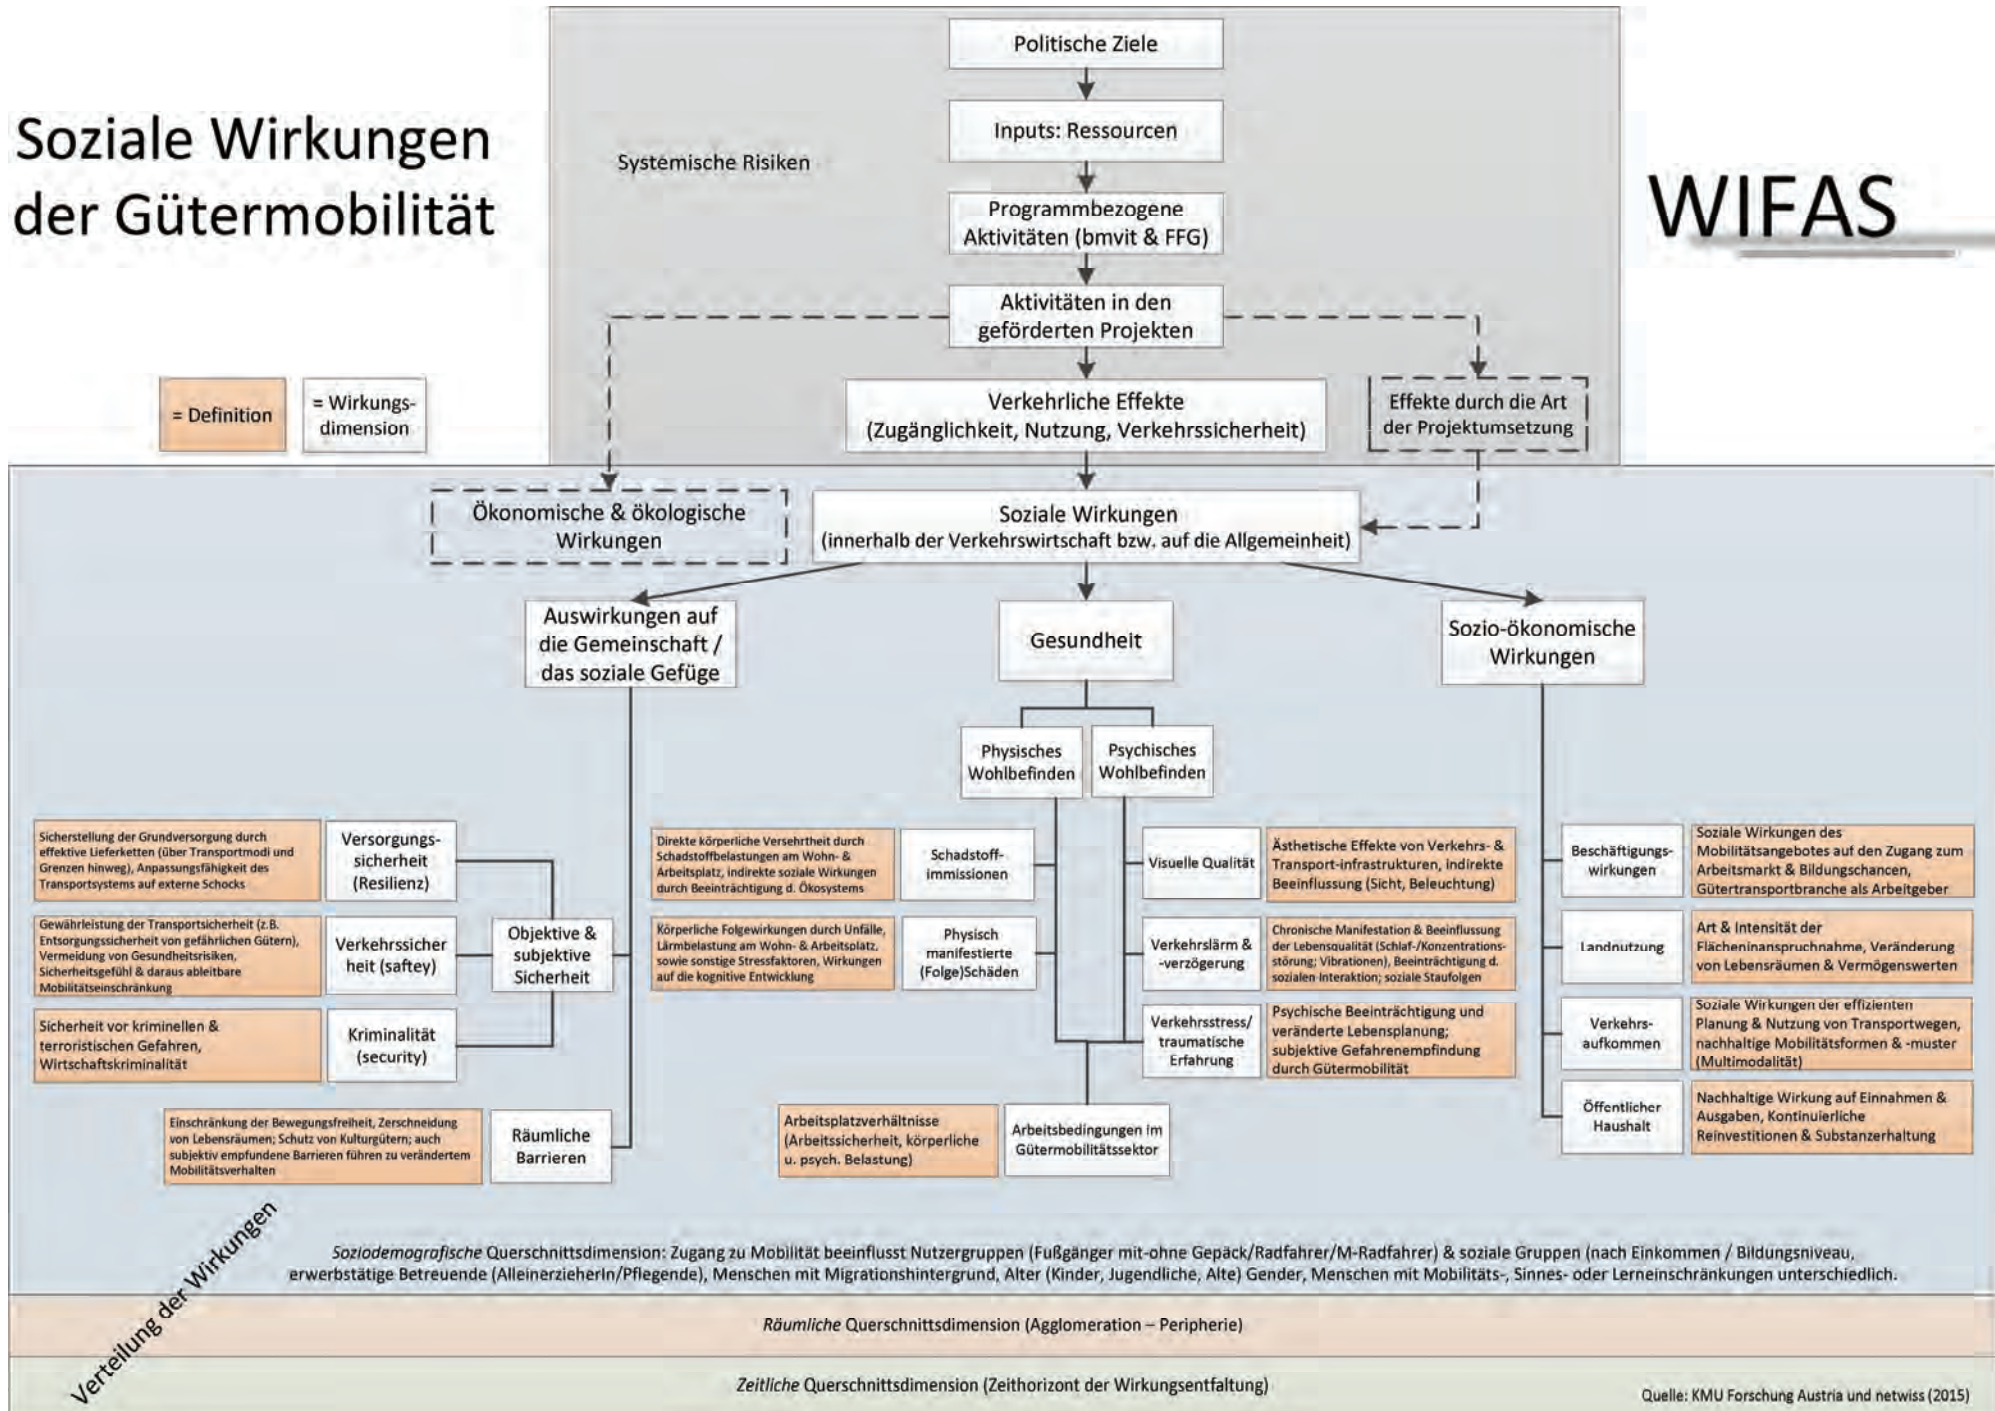 Soziale Wirkungen
der Gütermobilität
WIFAS
Systemische Risiken
Politische Ziele
Inputs: Ressourcen
Programmbezogene
Aktivitäten (bmvit & FFG)
Aktivitäten in den
geförderten Projekten
= Definition
= Wirkungs-
dimension
Verkehrliche Effekte
(Zugänglichkeit, Nutzung, Verkehrssicherheit)
Effekte durch die Art
der Projektumsetzung
Ökonomische & ökologische
Wirkungen
Soziale Wirkungen
(innerhalb der Verkehrswirtschaft bzw. auf die Allgemeinheit)
Auswirkungen auf
die Gemeinschaft /
das soziale Gefüge
Gesundheit
Sozio-ökonomische
Wirkungen
Physisches
Wohlbefinden
Psychisches
Wohlbefinden
Sicherstellung der Grundversorgung durch
effektive Lieferketten (über Transportmodi und
Grenzen hinweg), Anpassungsfähigkeit des
Transportsystems auf externe Schocks
Versorgungs-
sicherheit
(Resilienz)
Gewährleistung der Transportsicherheit (z.B.
Entsorgungssicherheit von gefährlichen Gütern),
Vermeidung von Gesundheitsrisiken,
Sicherheitsgefühl & daraus ableitbare
Mobilitätseinschränkung
Verkehrssicher
heit (saftey)
Objektive &
subjektive
Sicherheit
Sicherheit vor kriminellen &
terroristischen Gefahren,
Wirtschaftskriminalität
Kriminalität
(security)
Einschränkung der Bewegungsfreiheit, Zerschneidung
von Lebensräumen; Schutz von Kulturgütern; auch
subjektiv empfundene Barrieren führen zu verändertem
Mobilitätsverhalten
Räumliche
Barrieren
Direkte körperliche Versehrtheit durch
Schadstoffbelastungen am Wohn- &
Arbeitsplatz, indirekte soziale Wirkungen
durch Beeinträchtigung d. Ökosystems
Schadstoff-
immissionen
Körperliche Folgewirkungen durch Unfälle,
Lärmbelastung am Wohn- & Arbeitsplatz,
sowie sonstige Stressfaktoren, Wirkungen
auf die kognitive Entwicklung
Physisch
manifestierte
(Folge)Schäden
Visuelle Qualität
Ästhetische Effekte von Verkehrs- &
Transport-infrastrukturen, indirekte
Beeinflussung (Sicht, Beleuchtung)
Verkehrslärm &
-verzögerung
Chronische Manifestation & Beeinflussung
der Lebensqualität (Schlaf-/Konzentrations-
störung; Vibrationen), Beeinträchtigung d.
sozialen Interaktion; soziale Staufolgen
Verkehrsstress/
traumatische
Erfahrung
Psychische Beeinträchtigung und
veränderte Lebensplanung;
subjektive Gefahrenempfindung
durch Gütermobilität
Arbeitsplatzverhältnisse
(Arbeitssicherheit, körperliche
u. psych. Belastung)
Arbeitsbedingungen im
Gütermobilitätssektor
Beschäftigungs-
wirkungen
Soziale Wirkungen des
Mobilitätsangebotes auf den Zugang zum
Arbeitsmarkt & Bildungschancen,
Gütertransportbranche als Arbeitgeber
Landnutzung
Art & Intensität der
Flächeninanspruchnahme, Veränderung
von Lebensräumen & Vermögenswerten
Verkehrs-
aufkommen
Soziale Wirkungen der effizienten
Planung & Nutzung von Transportwegen,
nachhaltige Mobilitätsformen & -muster
(Multimodalität)
Öffentlicher
Haushalt
Nachhaltige Wirkung auf Einnahmen &
Ausgaben, Kontinuierliche
Reinvestitionen & Substanzerhaltung
Verteilung der Wirkungen
Soziodemografische Querschnittsdimension: Zugang zu Mobilität beeinflusst Nutzergruppen (Fußgänger mit-ohne Gepäck/Radfahrer/M-Radfahrer) & soziale Gruppen (nach Einkommen / Bildungsniveau,
erwerbstätige Betreuende (AlleinerzieherIn/Pflegende), Menschen mit Migrationshintergrund, Alter (Kinder, Jugendliche, Alte) Gender, Menschen mit Mobilitäts-, Sinnes- oder Lerneinschränkungen unterschiedlich.
Räumliche Querschnittsdimension (Agglomeration – Peripherie)
Zeitliche Querschnittsdimension (Zeithorizont der Wirkungsentfaltung)
Quelle: KMU Forschung Austria und netwiss (2015)